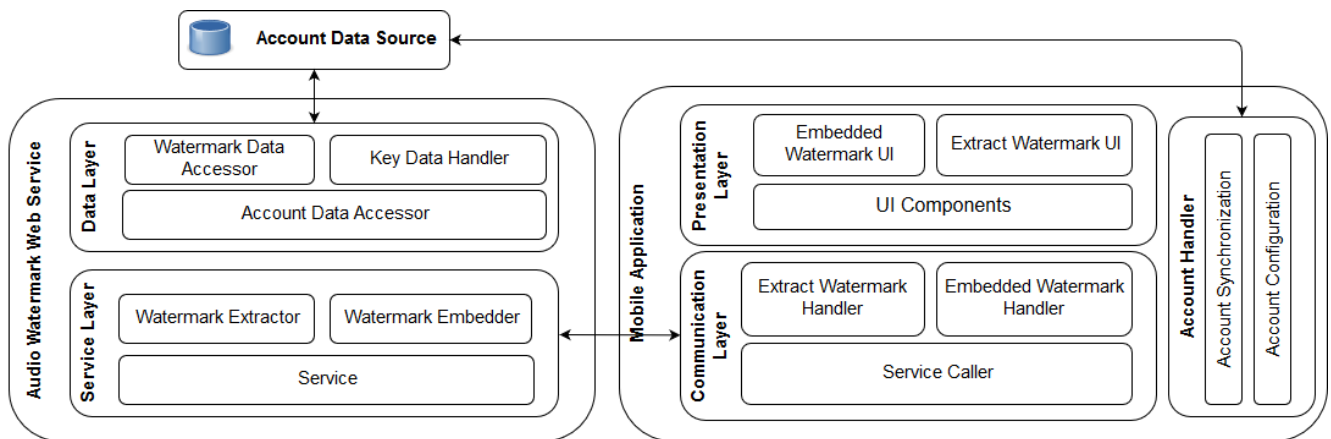 Account Data Source
Audio Watermark Web Service
Data Layer
Watermark Data
Accessor
Key Data Handler
Account Data Accessor
Service Layer
Watermark Extractor
Watermark Embedder
Service
Mobile Application
Presentation
Layer
Embedded
Watermark UI
Extract Watermark UI
UI Components
Communication
Layer
Extract Watermark
Handler
Embedded Watermark
Handler
Service Caller
Account Handler
Account Synchronization
Account Configuration